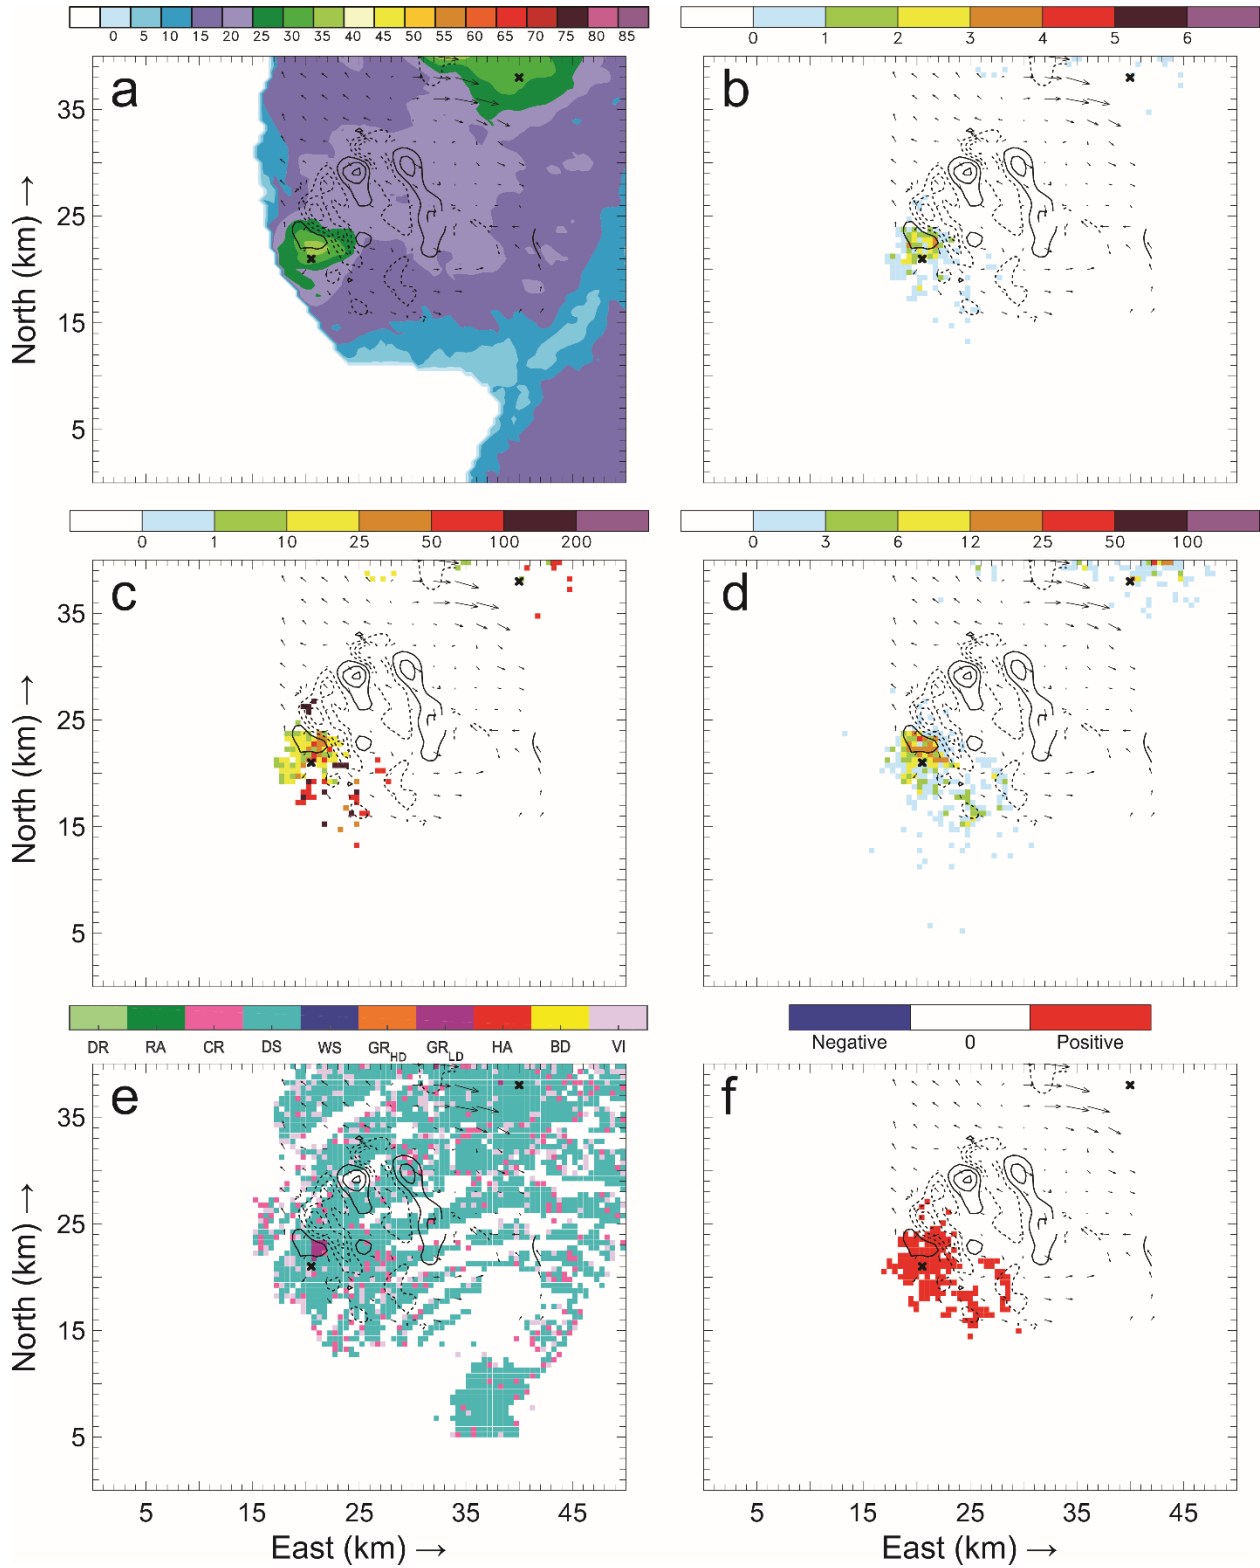 0 5 10 15 20 25 30 35 40 45 50 55 60 65 70 75 80 85
0 1 2 3 4 5 6
a
b
35
25
15
5
North (km) →
0 1 10 25 50 100 200
0 3 6 12 25 50 100
c
d
35
25
15
5
North (km) →
DR RA CR DS WS GR_HD GR_LD HA BD VI
Negative 0 Positive
e
f
35
25
15
5
North (km) →
5 15 25 35 45
5 15 25 35 45
East (km) →
East (km) →